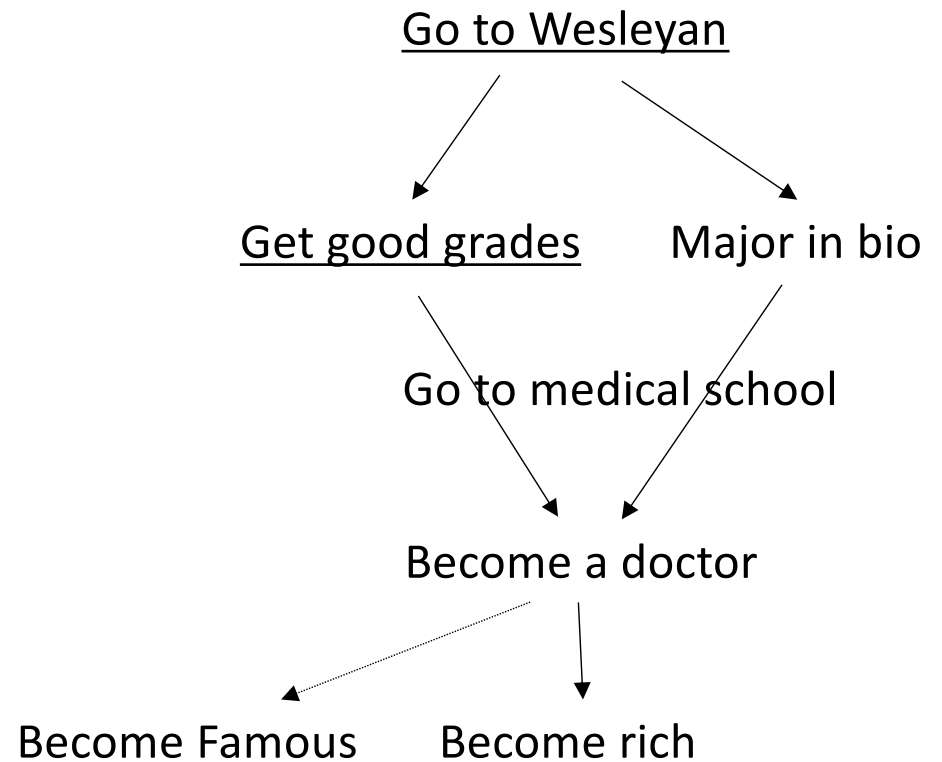 Go to Wesleyan
Get good grades
Major in bio
Go to medical school
Become a doctor
Become Famous
Become rich